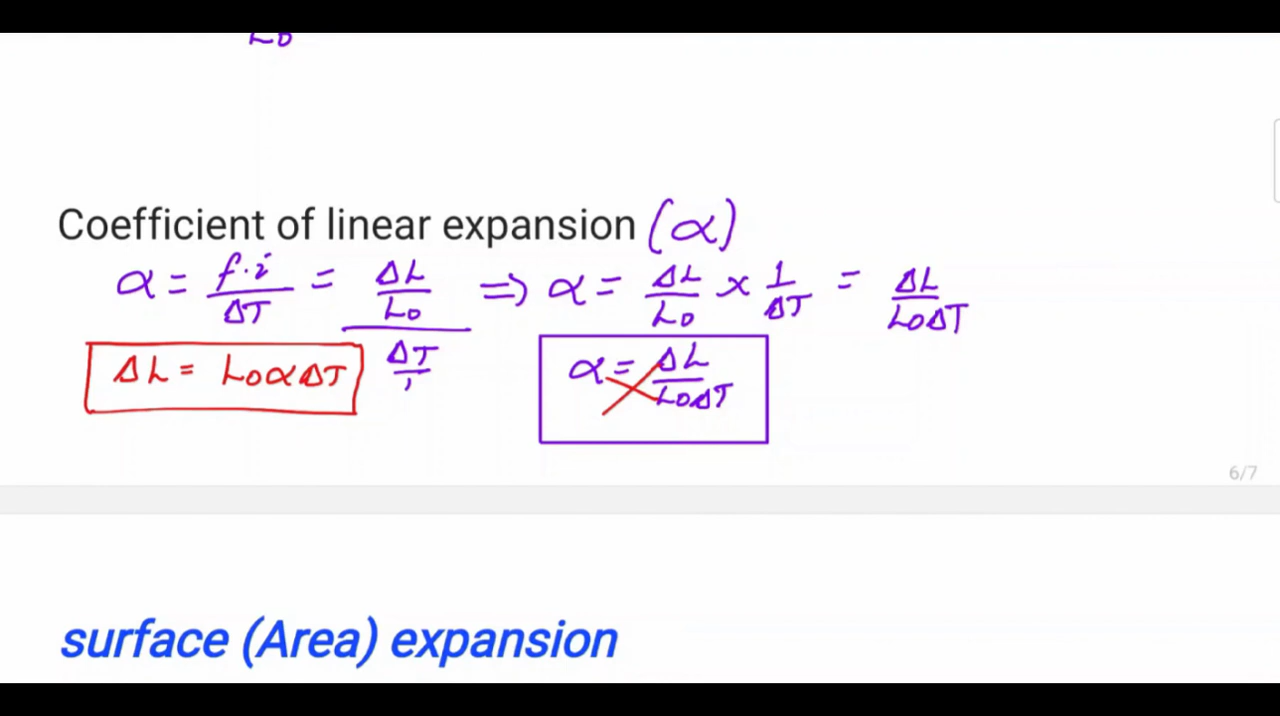 L0
Coefficient of linear expansion (α)
α = f.i/ΔT = (ΔL/L0)/(ΔT/1) ⇒ α = ΔL/L0 × 1/ΔT = ΔL/L0ΔT
ΔL = L0αΔT
α = ΔL/L0ΔT
6/7
surface (Area) expansion